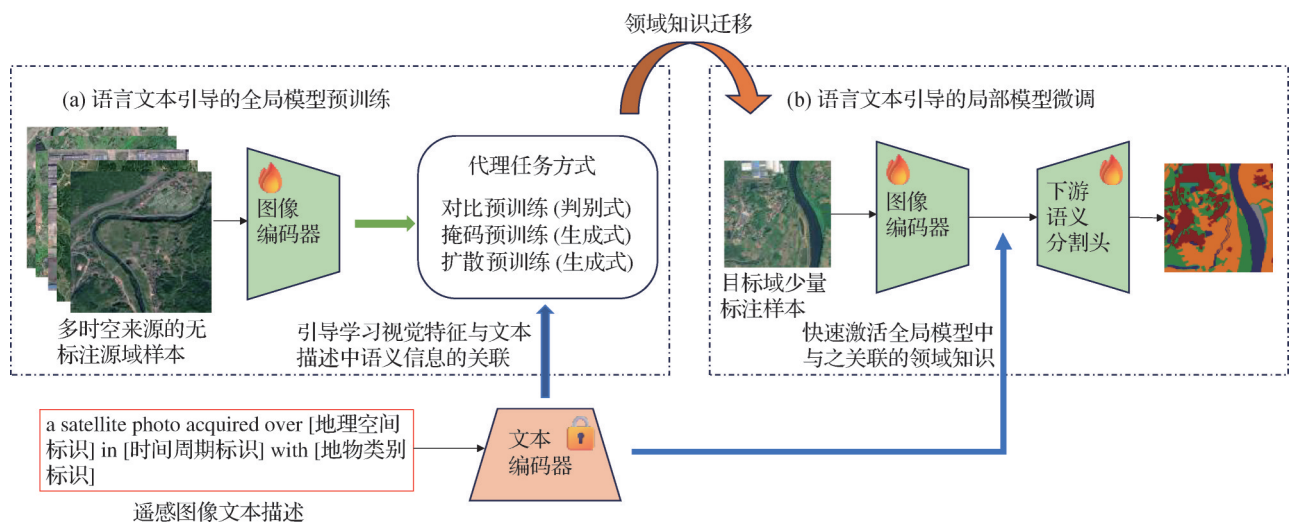 领域知识迁移
(a) 语言文本引导的全局模型预训练
图像
编码器
代理任务方式
对比预训练 (判别式)
掩码预训练 (生成式)
扩散预训练 (生成式)
多时空来源的无
标注源域样本
引导学习视觉特征与文本
描述中语义信息的关联
(b) 语言文本引导的局部模型微调
图像
编码器
下游
语义
分割头
目标域少量
标注样本
快速激活全局模型中
与之关联的领域知识
a satellite photo acquired over [地理空间
标识] in [时间周期标识] with [地物类别
标识]
文本
编码器
遥感图像文本描述